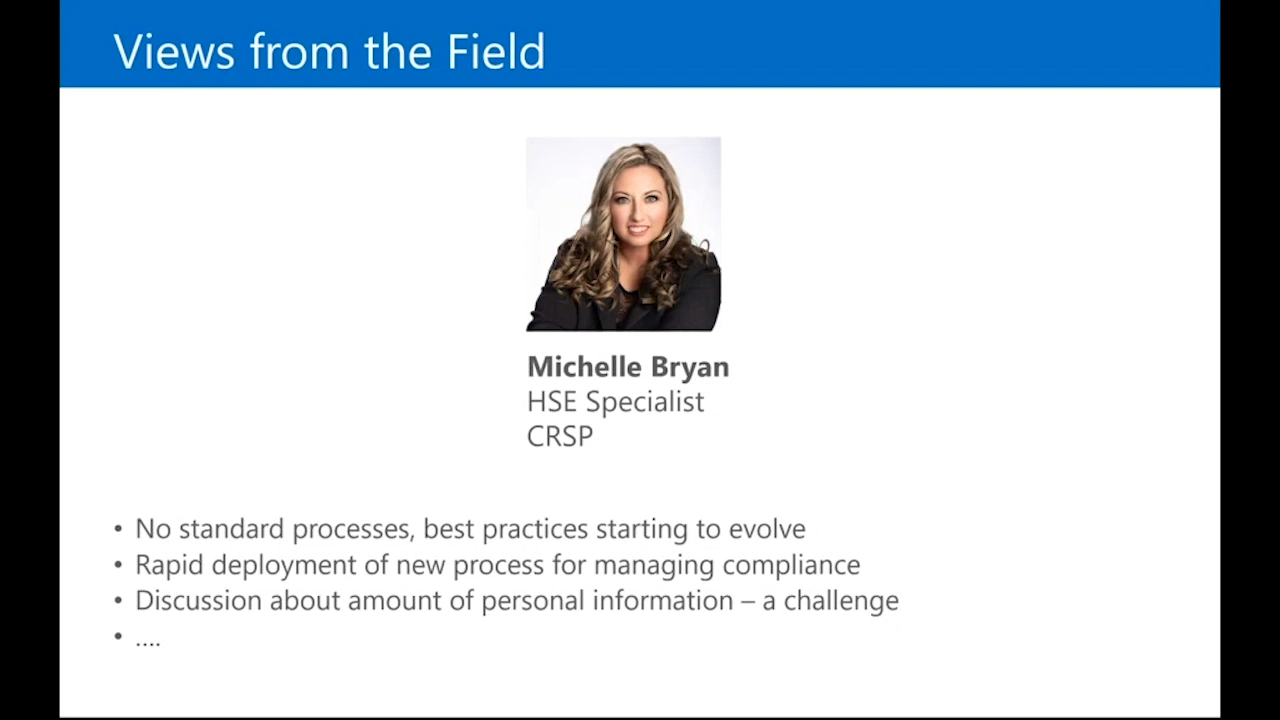 Views from the Field
Michelle Bryan
HSE Specialist
CRSP
• No standard processes, best practices starting to evolve
• Rapid deployment of new process for managing compliance
• Discussion about amount of personal information – a challenge
• ....